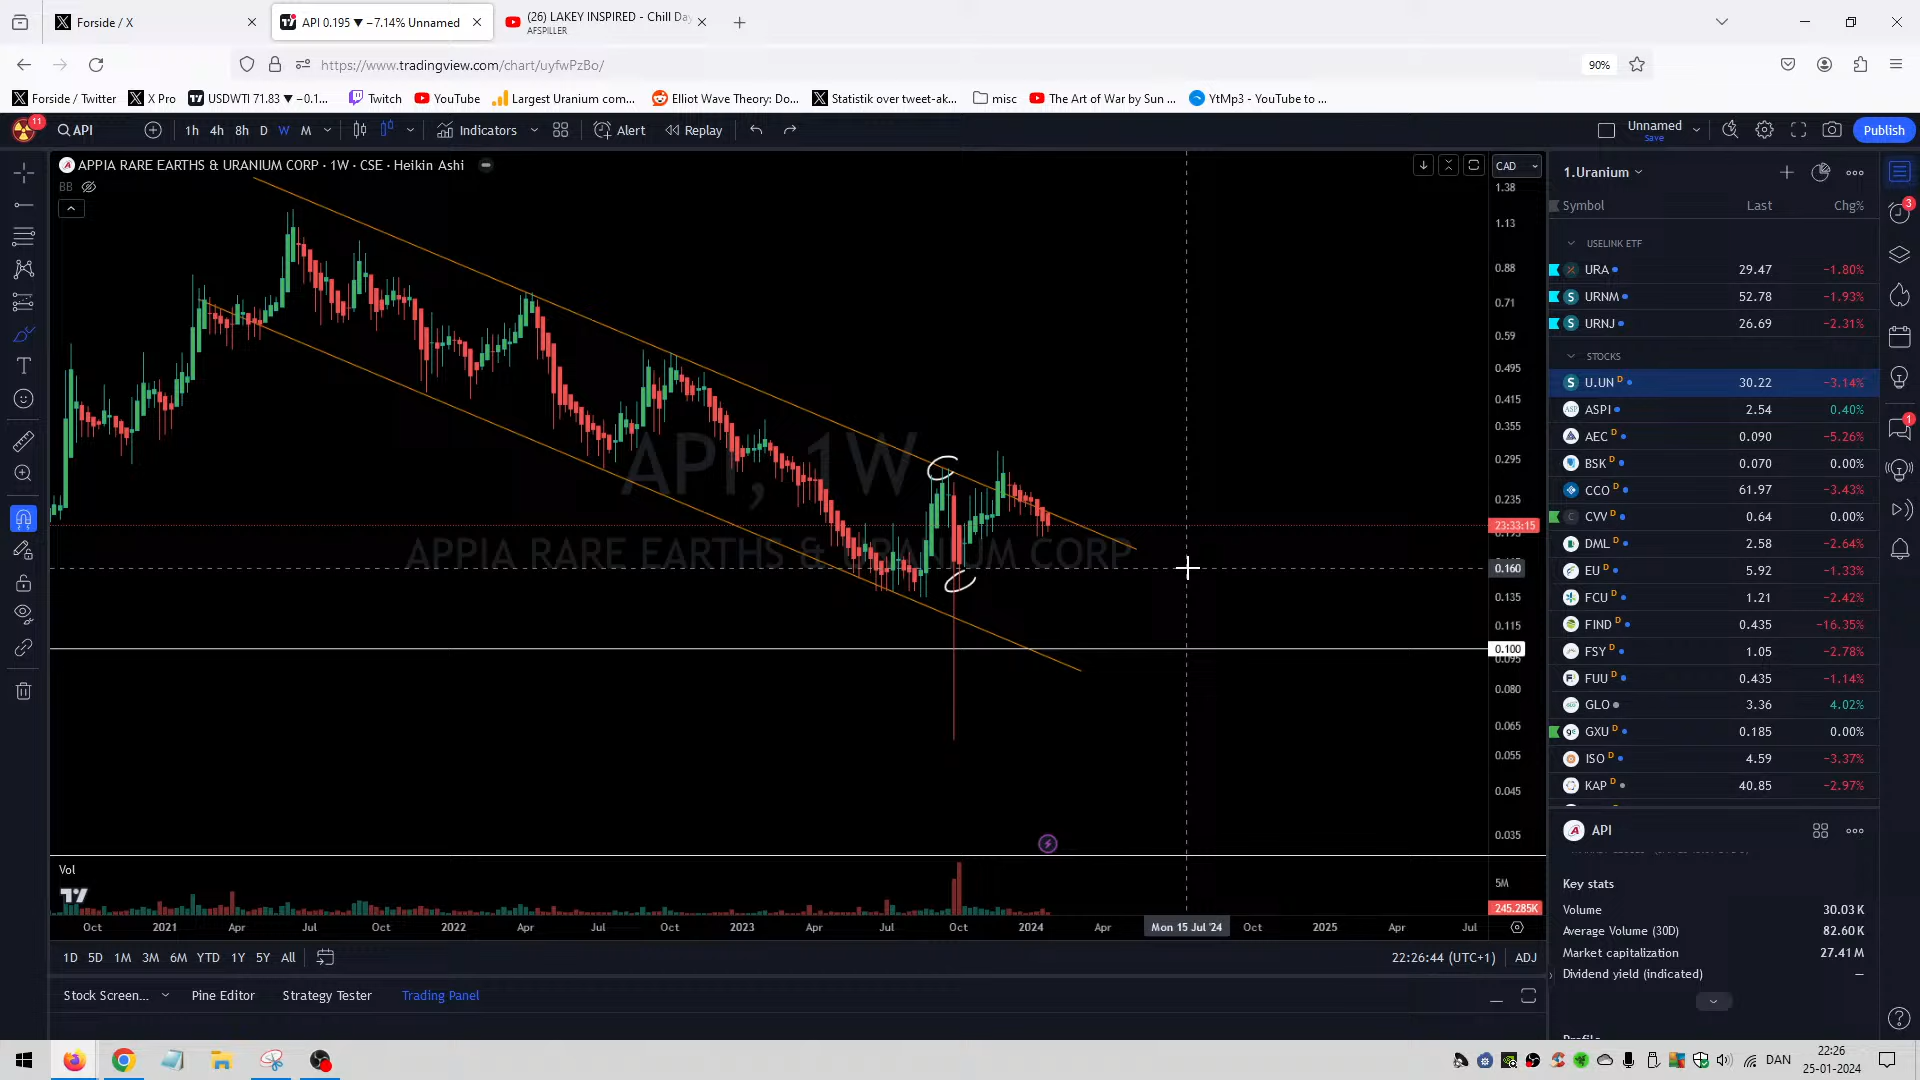 Forside / X
API 0.195 ▼ −7.14% Unnamed
(26) LAKEY INSPIRED - Chill Day
AFSPILLER
https://www.tradingview.com/chart/uyfwPzBo/
90%
Forside / Twitter
X Pro
USDWTI 71.83 ▼ −0.1...
Twitch
YouTube
Largest Uranium com...
Elliot Wave Theory: Do...
Statistik over tweet-ak...
misc
The Art of War by Sun ...
YtMp3 - YouTube to ...
11
API
1h 4h 8h D W M
Indicators
Alert
Replay
Unnamed
Save
Publish
APPIA RARE EARTHS & URANIUM CORP · 1W · CSE · Heikin Ashi
BB
CAD
1.38
1.13
0.88
0.71
0.59
0.495
0.415
0.355
0.295
0.235
23:33:15
0.160
0.135
0.115
0.100
0.095
0.080
0.065
0.055
0.045
0.035
API, 1W
APPIA RARE EARTHS & URANIUM CORP
Vol
5M
245.285K
Oct 2021 Apr Jul Oct 2022 Apr Jul Oct 2023 Apr Jul Oct 2024 Apr Mon 15 Jul '24 Oct 2025 Apr Jul
1D 5D 1M 3M 6M YTD 1Y 5Y All
22:26:44 (UTC+1)
ADJ
Stock Screen...
Pine Editor
Strategy Tester
Trading Panel
1.Uranium
Symbol Last Chg%
USELINK ETF
URA 29.47 −1.80%
URNM 52.78 −1.93%
URNJ 26.69 −2.31%
STOCKS
U.UN D 30.22 −3.14%
ASPI 2.54 0.40%
AEC D 0.090 −5.26%
BSK D 0.070 0.00%
CCO D 61.97 −3.43%
CVV D 0.64 0.00%
DML D 2.58 −2.64%
EU D 5.92 −1.33%
FCU D 1.21 −2.42%
FIND D 0.435 −16.35%
FSY D 1.05 −2.78%
FUU D 0.435 −1.14%
GLO 3.36 4.02%
GXU D 0.185 0.00%
ISO D 4.59 −3.37%
KAP D 40.85 −2.97%
API
Key stats
Volume 30.03K
Average Volume (30D) 82.60K
Market capitalization 27.41M
Dividend yield (indicated) —
3
1
DAN
22:26
25-01-2024